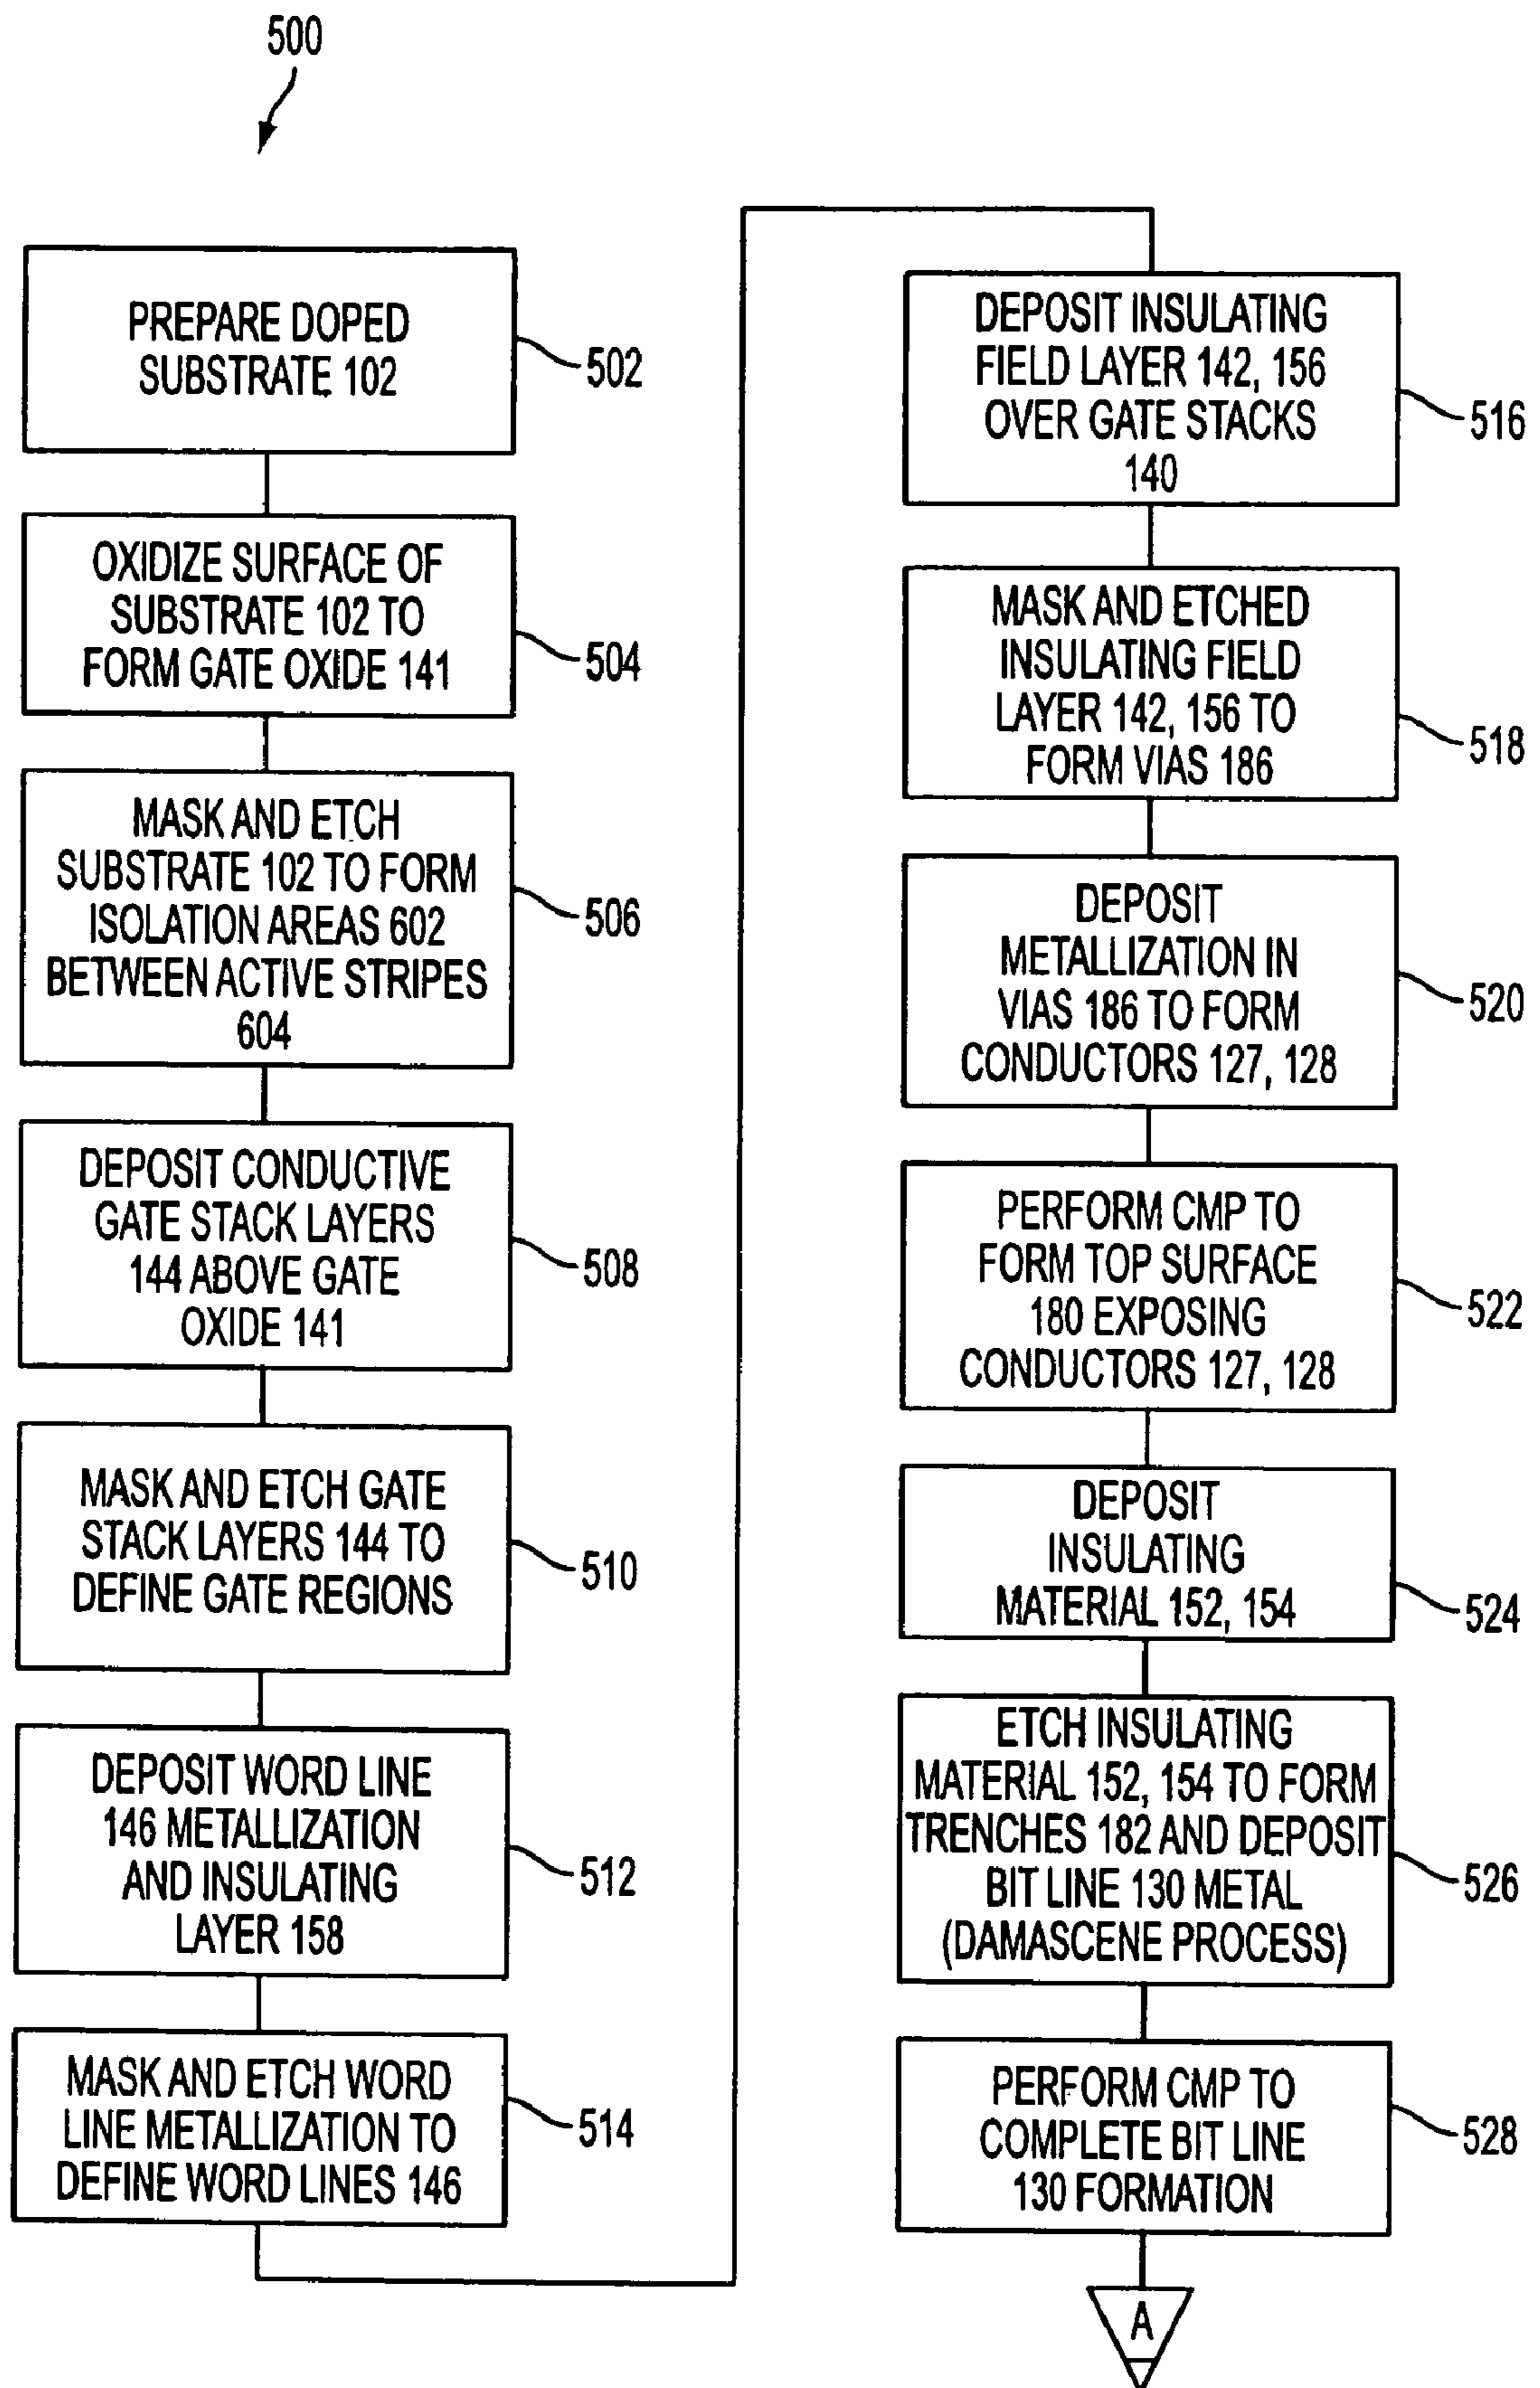 500
PREPARE DOPED
SUBSTRATE 102
502
OXIDIZE SURFACE OF
SUBSTRATE 102 TO
FORM GATE OXIDE 141
504
MASK AND ETCH
SUBSTRATE 102 TO FORM
ISOLATION AREAS 602
BETWEEN ACTIVE STRIPES
604
506
DEPOSIT CONDUCTIVE
GATE STACK LAYERS
144 ABOVE GATE
OXIDE 141
508
MASK AND ETCH GATE
STACK LAYERS 144 TO
DEFINE GATE REGIONS
510
DEPOSIT WORD LINE
146 METALLIZATION
AND INSULATING
LAYER 158
512
MASK AND ETCH WORD
LINE METALLIZATION TO
DEFINE WORD LINES 146
514
DEPOSIT INSULATING
FIELD LAYER 142, 156
OVER GATE STACKS
140
516
MASK AND ETCHED
INSULATING FIELD
LAYER 142, 156 TO
FORM VIAS 186
518
DEPOSIT
METALLIZATION IN
VIAS 186 TO FORM
CONDUCTORS 127, 128
520
PERFORM CMP TO
FORM TOP SURFACE
180 EXPOSING
CONDUCTORS 127, 128
522
DEPOSIT
INSULATING
MATERIAL 152, 154
524
ETCH INSULATING
MATERIAL 152, 154 TO FORM
TRENCHES 182 AND DEPOSIT
BIT LINE 130 METAL
(DAMASCENE PROCESS)
526
PERFORM CMP TO
COMPLETE BIT LINE
130 FORMATION
528
A